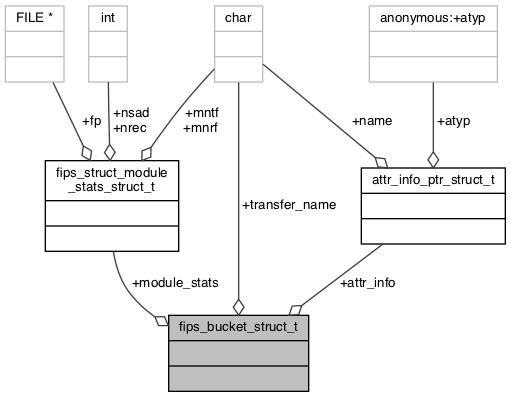 FILE *
int
char
anonymous:+atyp
+fp
+nsad
+nrec
+mntf
+mnrf
+name
+atyp
fips_struct_module
_stats_struct_t
attr_info_ptr_struct_t
+transfer_name
+module_stats
+attr_info
fips_bucket_struct_t